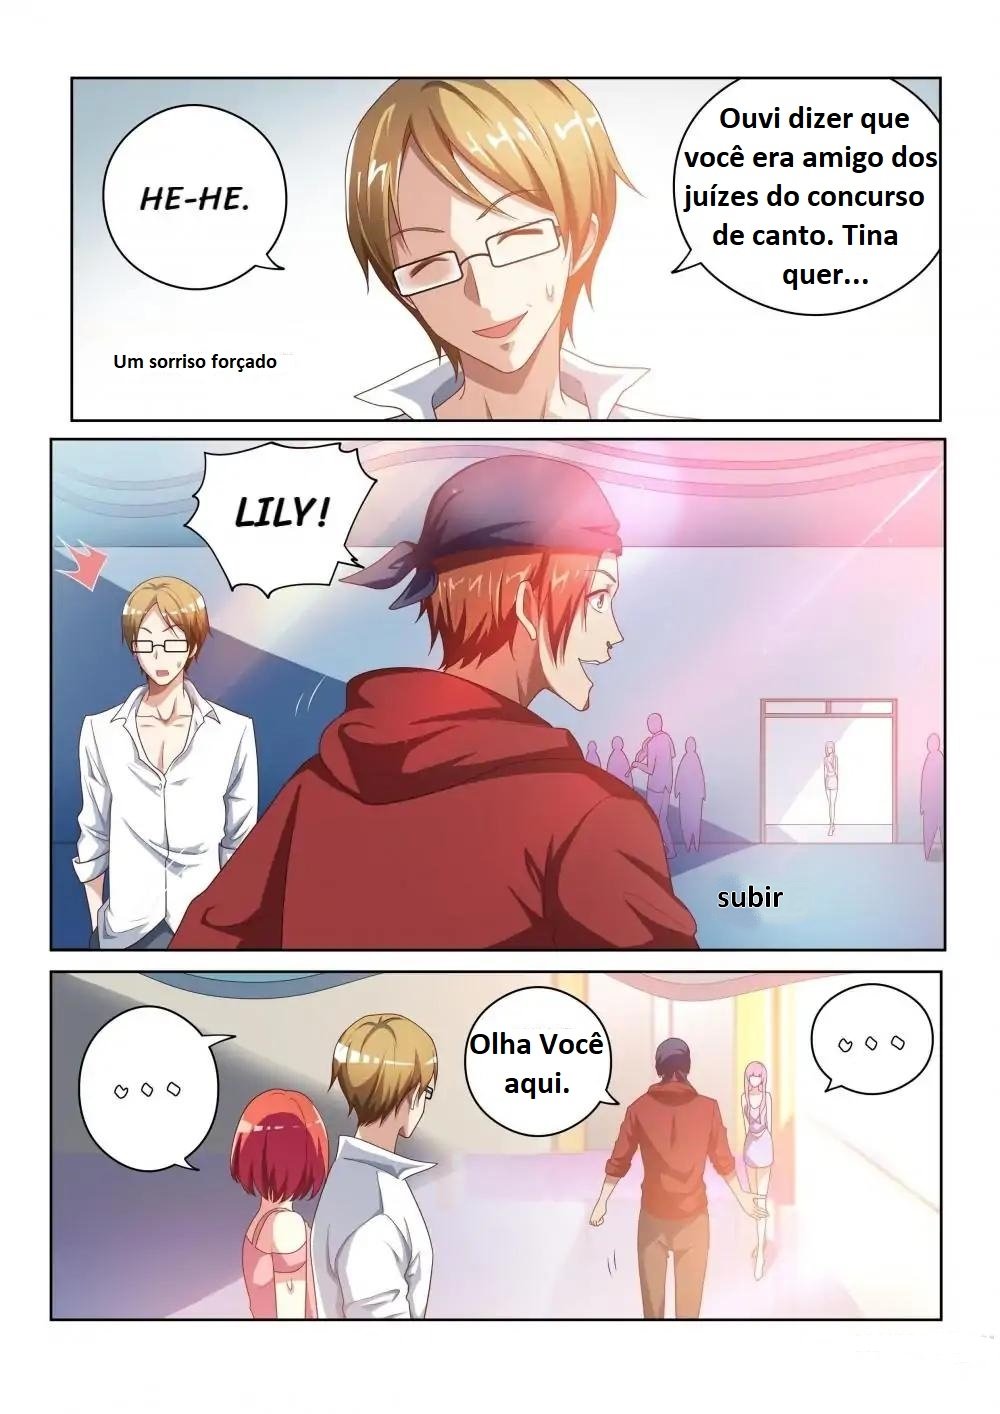 HE-HE.
Ouvi dizer que
você era amigo dos
juízes do concurso
de canto. Tina
quer...
Um sorriso forçado
LILY!
subir
Olha Você
aqui.